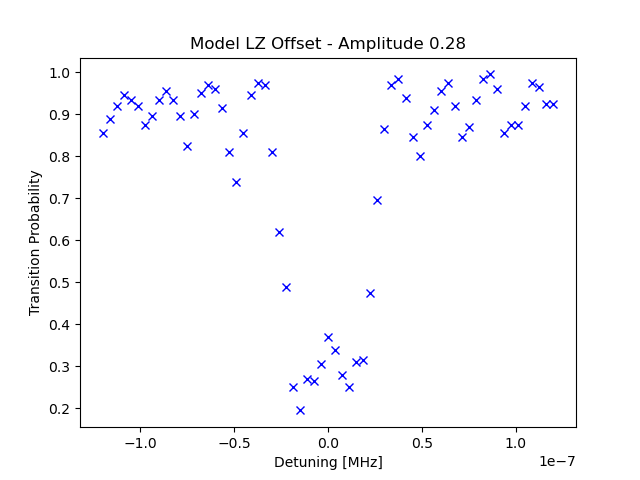 Model LZ Offset - Amplitude 0.28
1.0
0.9
0.8
0.7
0.6
0.5
0.4
0.3
0.2
Transition Probability
−1.0 −0.5 0.0 0.5 1.0
1e−7
Detuning [MHz]